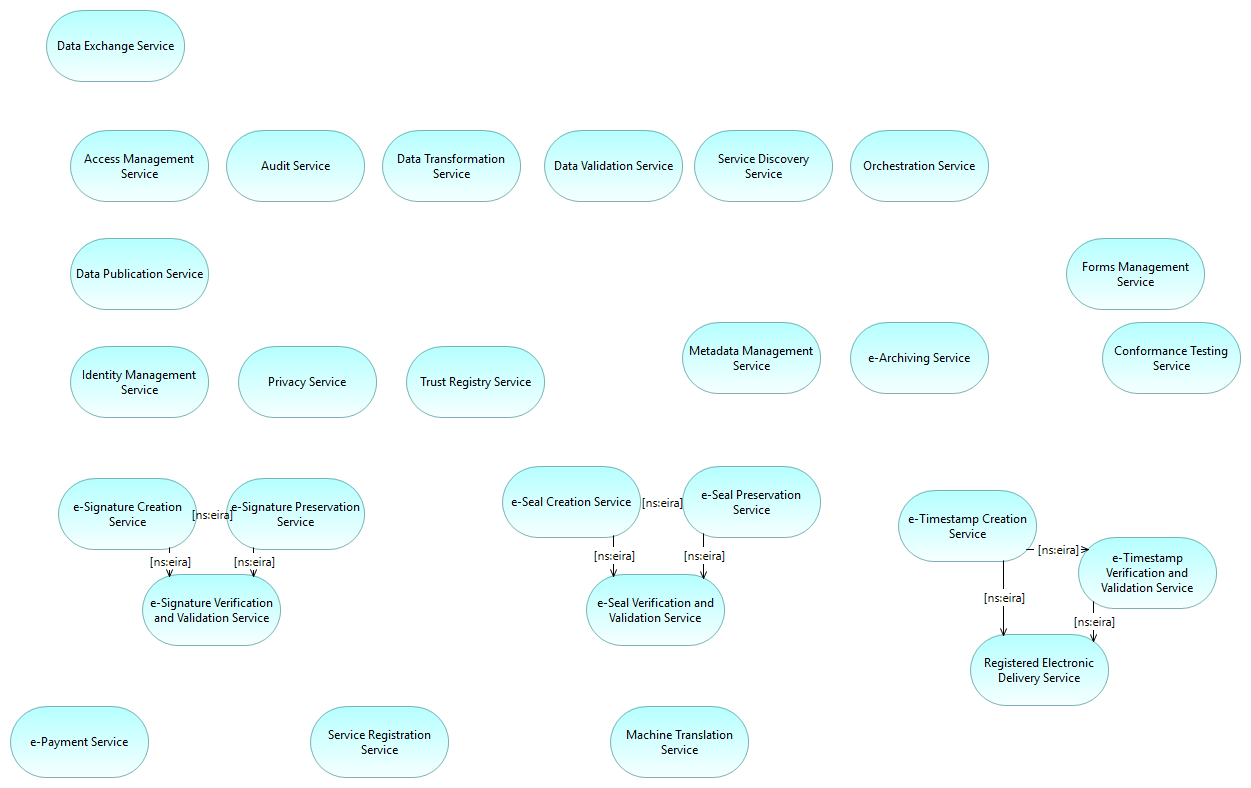 Data Exchange Service
Access Management
Service
Audit Service
Data Transformation
Service
Data Validation Service
Service Discovery
Service
Orchestration Service
Data Publication Service
Forms Management
Service
Identity Management
Service
Privacy Service
Trust Registry Service
Metadata Management
Service
e-Archiving Service
Conformance Testing
Service
e-Signature Creation
Service
[ns:eira]
e-Signature Preservation
Service
[ns:eira]
[ns:eira]
e-Signature Verification
and Validation Service
e-Seal Creation Service
[ns:eira]
e-Seal Preservation
Service
[ns:eira]
[ns:eira]
e-Seal Verification and
Validation Service
e-Timestamp Creation
Service
[ns:eira]
e-Timestamp
Verification and
Validation Service
[ns:eira]
[ns:eira]
Registered Electronic
Delivery Service
e-Payment Service
Service Registration
Service
Machine Translation
Service